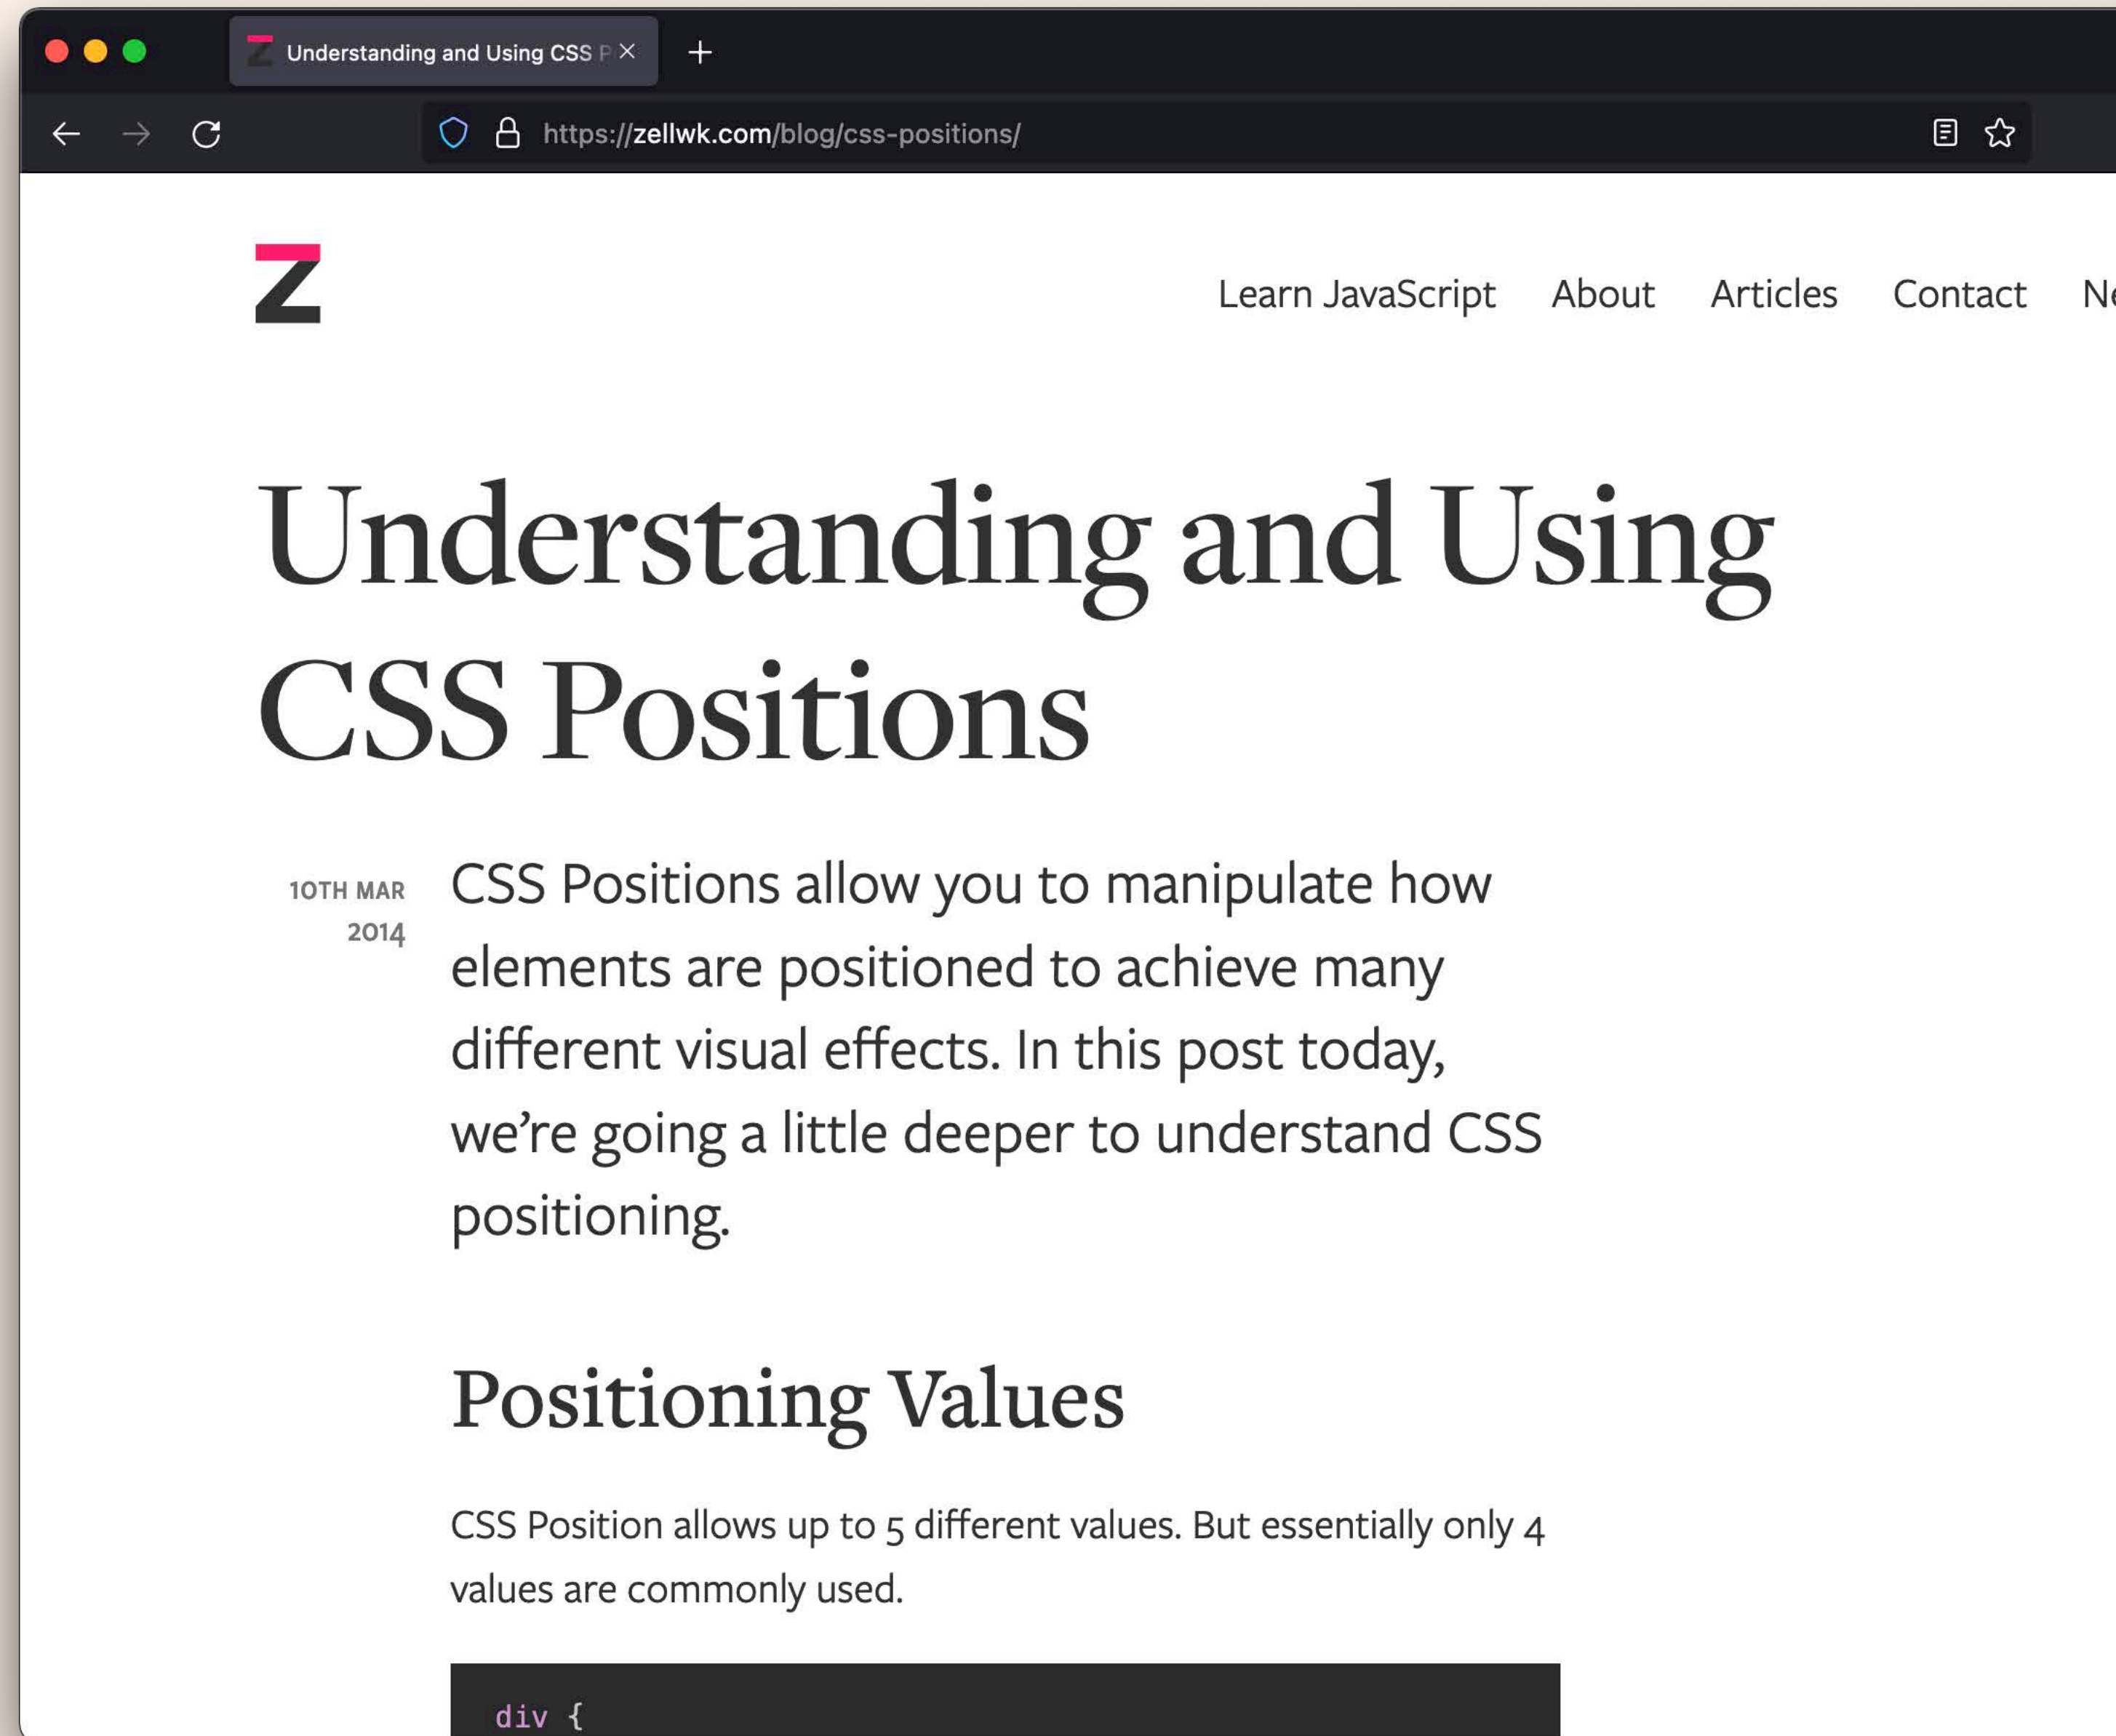 Understanding and Using CSS
https://zellwk.com/blog/css-positions/
Z
Learn JavaScript About Articles Contact
Understanding and Using
CSS Positions
10TH MAR
2014
CSS Positions allow you to manipulate how
elements are positioned to achieve many
different visual effects. In this post today,
we’re going a little deeper to understand CSS
positioning.
Positioning Values
CSS Position allows up to 5 different values. But essentially only 4
values are commonly used.
div {